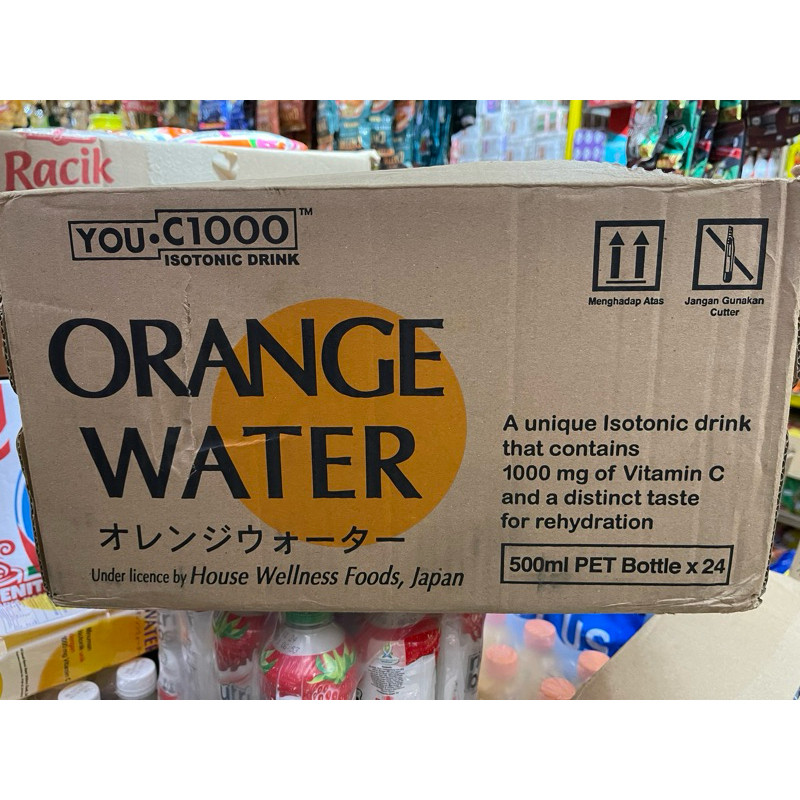 Racik
YOU•C1000™
ISOTONIC DRINK
Menghadap Atas
Jangan Gunakan
Cutter
ORANGE
WATER
オレンジウォーター
Under licence by House Wellness Foods, Japan
A unique Isotonic drink
that contains
1000 mg of Vitamin C
and a distinct taste
for rehydration
500ml PET Bottle x 24